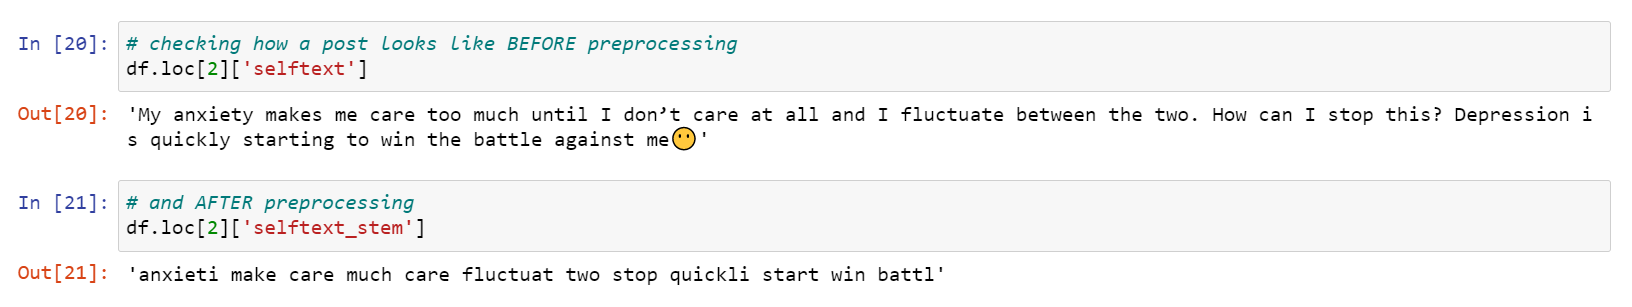 In [20]: # checking how a post looks like BEFORE preprocessing
df.loc[2]['selftext']
Out[20]: 'My anxiety makes me care too much until I don’t care at all and I fluctuate between the two. How can I stop this? Depression i
s quickly starting to win the battle against me😶'
In [21]: # and AFTER preprocessing
df.loc[2]['selftext_stem']
Out[21]: 'anxieti make care much care fluctuat two stop quickli start win battl'